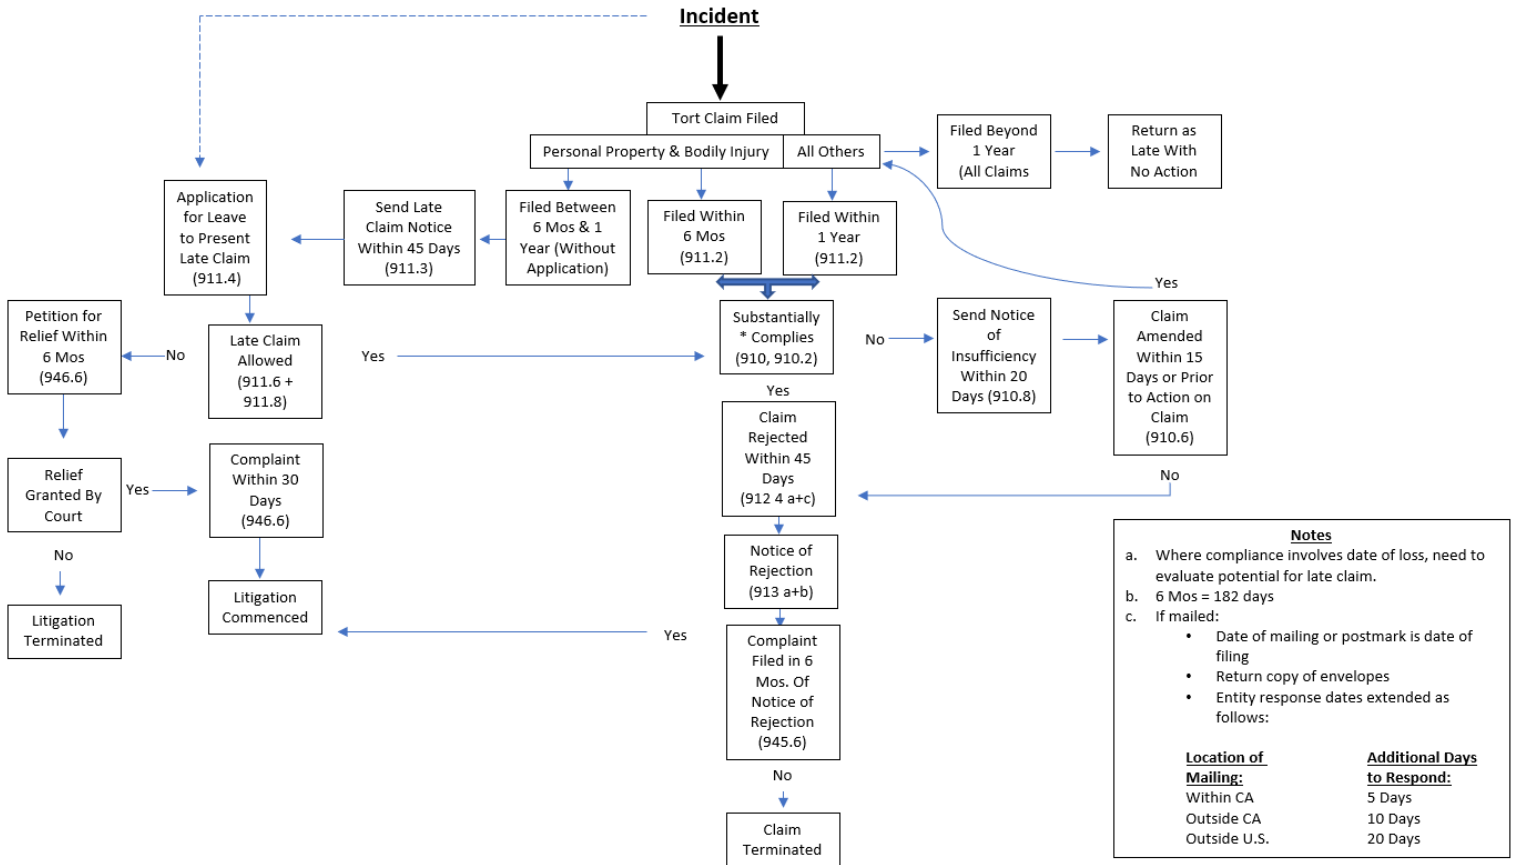 Incident
Tort Claim Filed
Personal Property & Bodily Injury
All Others
Filed Beyond
1 Year
(All Claims
Return as
Late With
No Action
Application
for Leave
to Present
Late Claim
(911.4)
Send Late
Claim Notice
Within 45 Days
(911.3)
Filed Between
6 Mos & 1
Year (Without
Application)
Filed Within
6 Mos
(911.2)
Filed Within
1 Year
(911.2)
Yes
Petition for
Relief Within
6 Mos
(946.6)
No
Late Claim
Allowed
(911.6 +
911.8)
Yes
Substantially
* Complies
(910, 910.2)
No
Send Notice
of
Insufficiency
Within 20
Days (910.8)
Claim
Amended
Within 15
Days or Prior
to Action on
Claim
(910.6)
Yes
Claim
Rejected
Within 45
Days
(912 4 a+c)
No
Relief
Granted By
Court
Yes
Complaint
Within 30
Days
(946.6)
No
Notice of
Rejection
(913 a+b)
Litigation
Terminated
Litigation
Commenced
Yes
Complaint
Filed in 6
Mos. Of
Notice of
Rejection
(945.6)
No
Claim
Terminated
Notes
a. Where compliance involves date of loss, need to
evaluate potential for late claim.
b. 6 Mos = 182 days
c. If mailed:
• Date of mailing or postmark is date of
filing
• Return copy of envelopes
• Entity response dates extended as
follows:
Location of Additional Days
Mailing: to Respond:
Within CA 5 Days
Outside CA 10 Days
Outside U.S. 20 Days